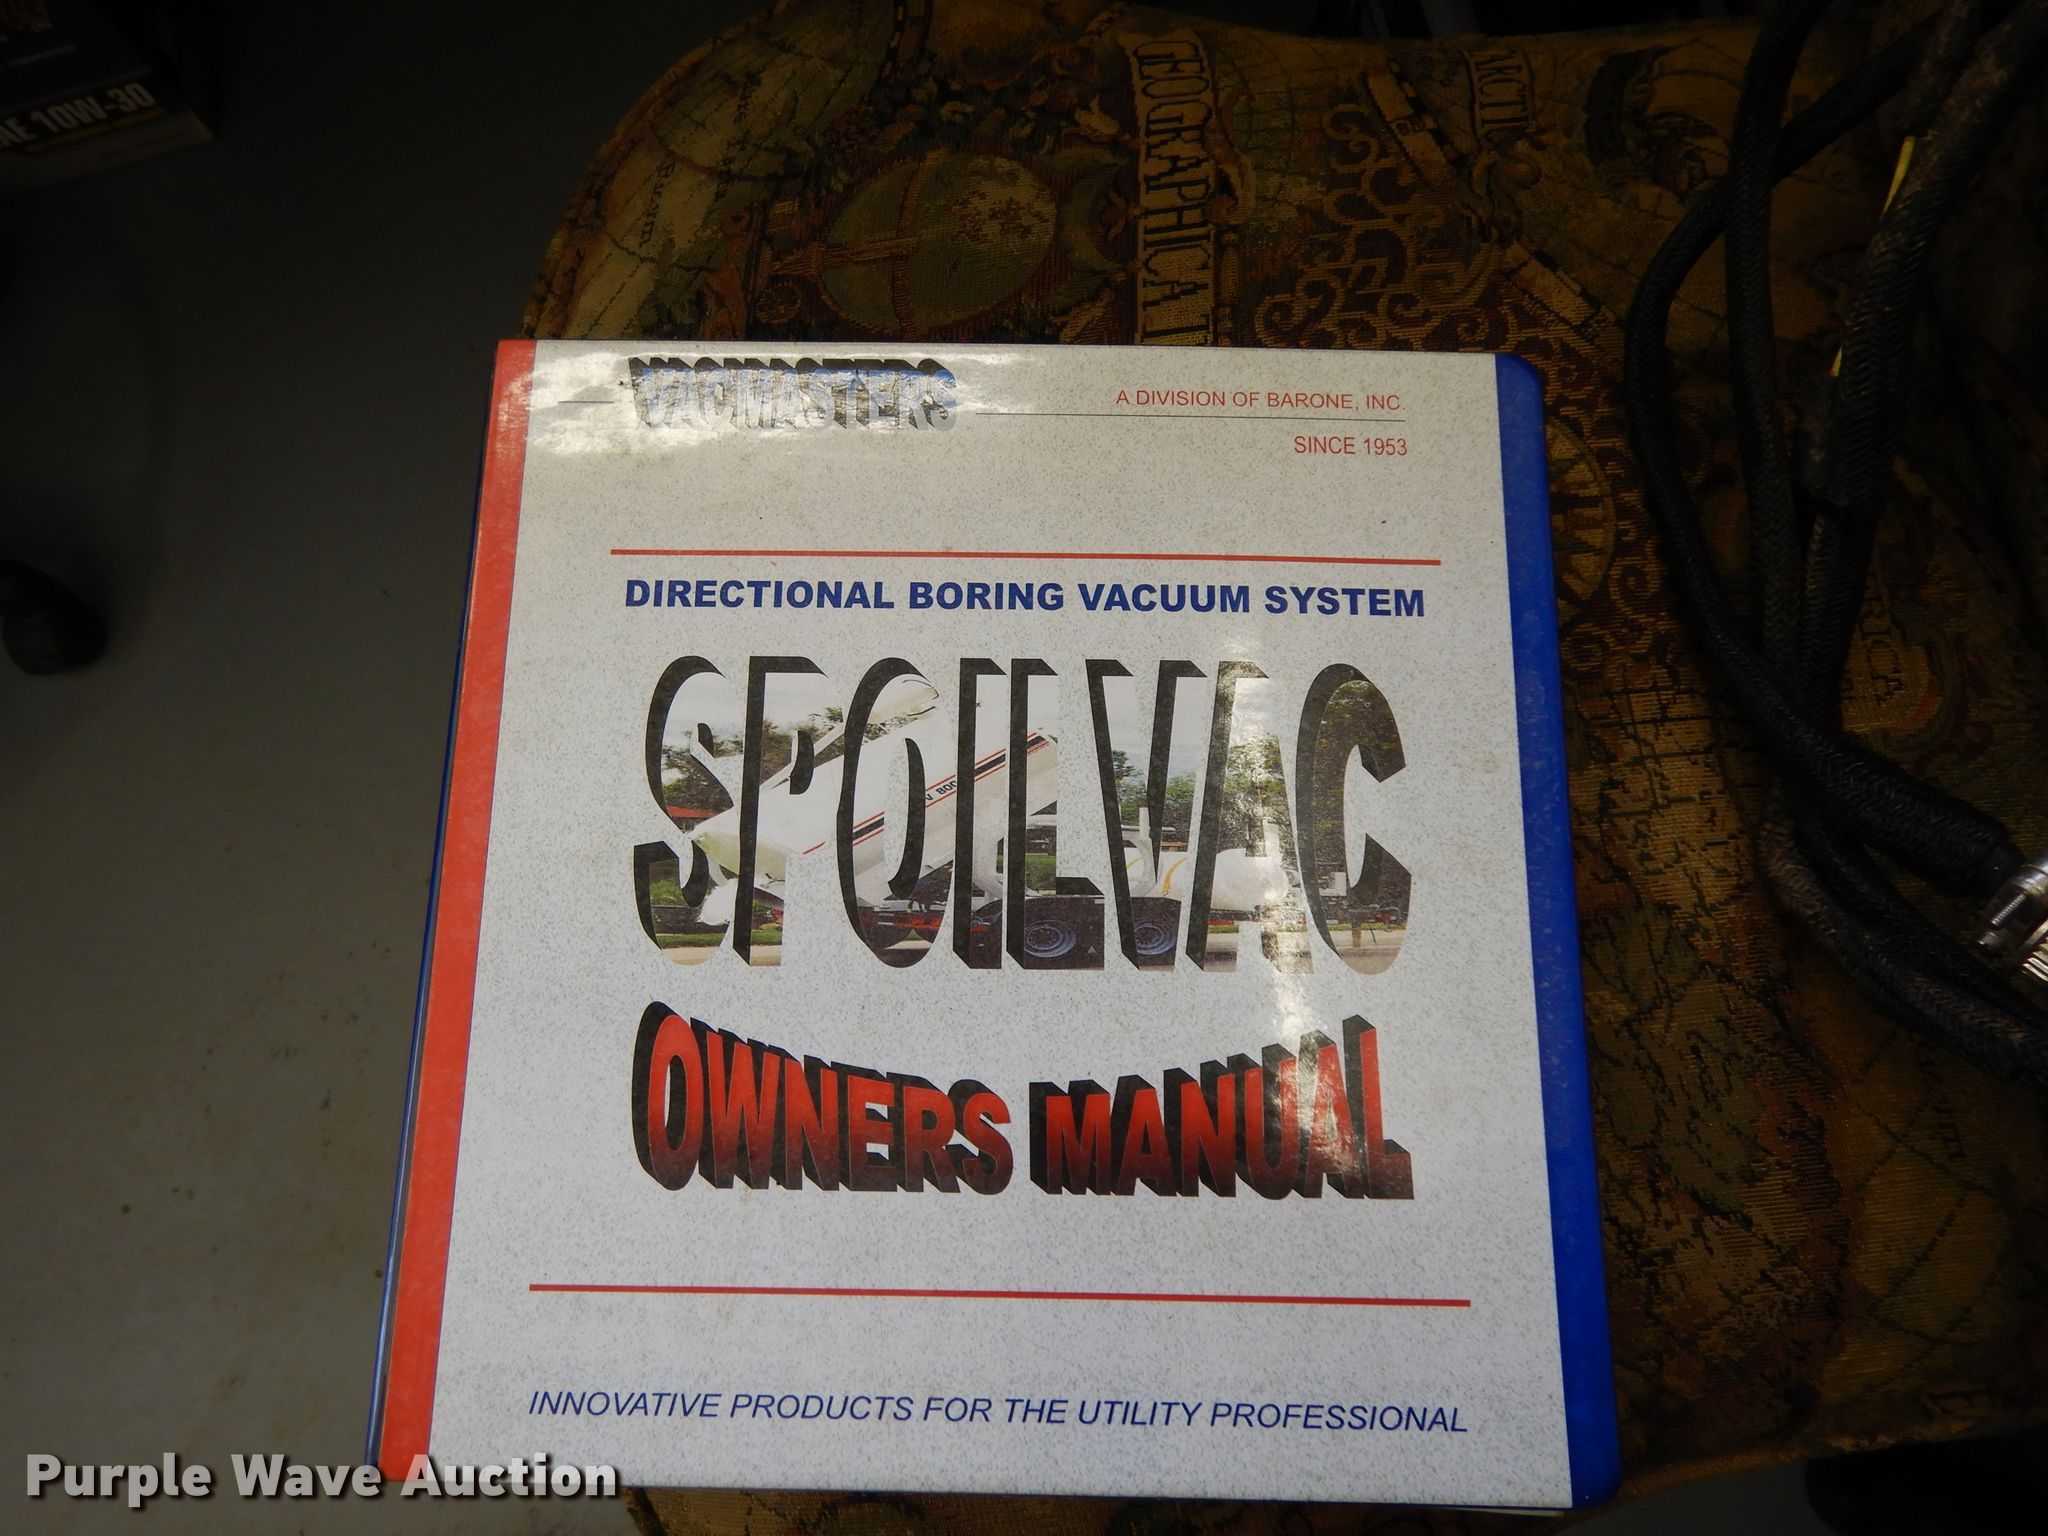 AE 10W-30
GEOGRAPHICAL
VACMASTERS
A DIVISION OF BARONE, INC.
SINCE 1953
DIRECTIONAL BORING VACUUM SYSTEM
SPOILVAC
OWNERS MANUAL
INNOVATIVE PRODUCTS FOR THE UTILITY PROFESSIONAL
Purple Wave Auction